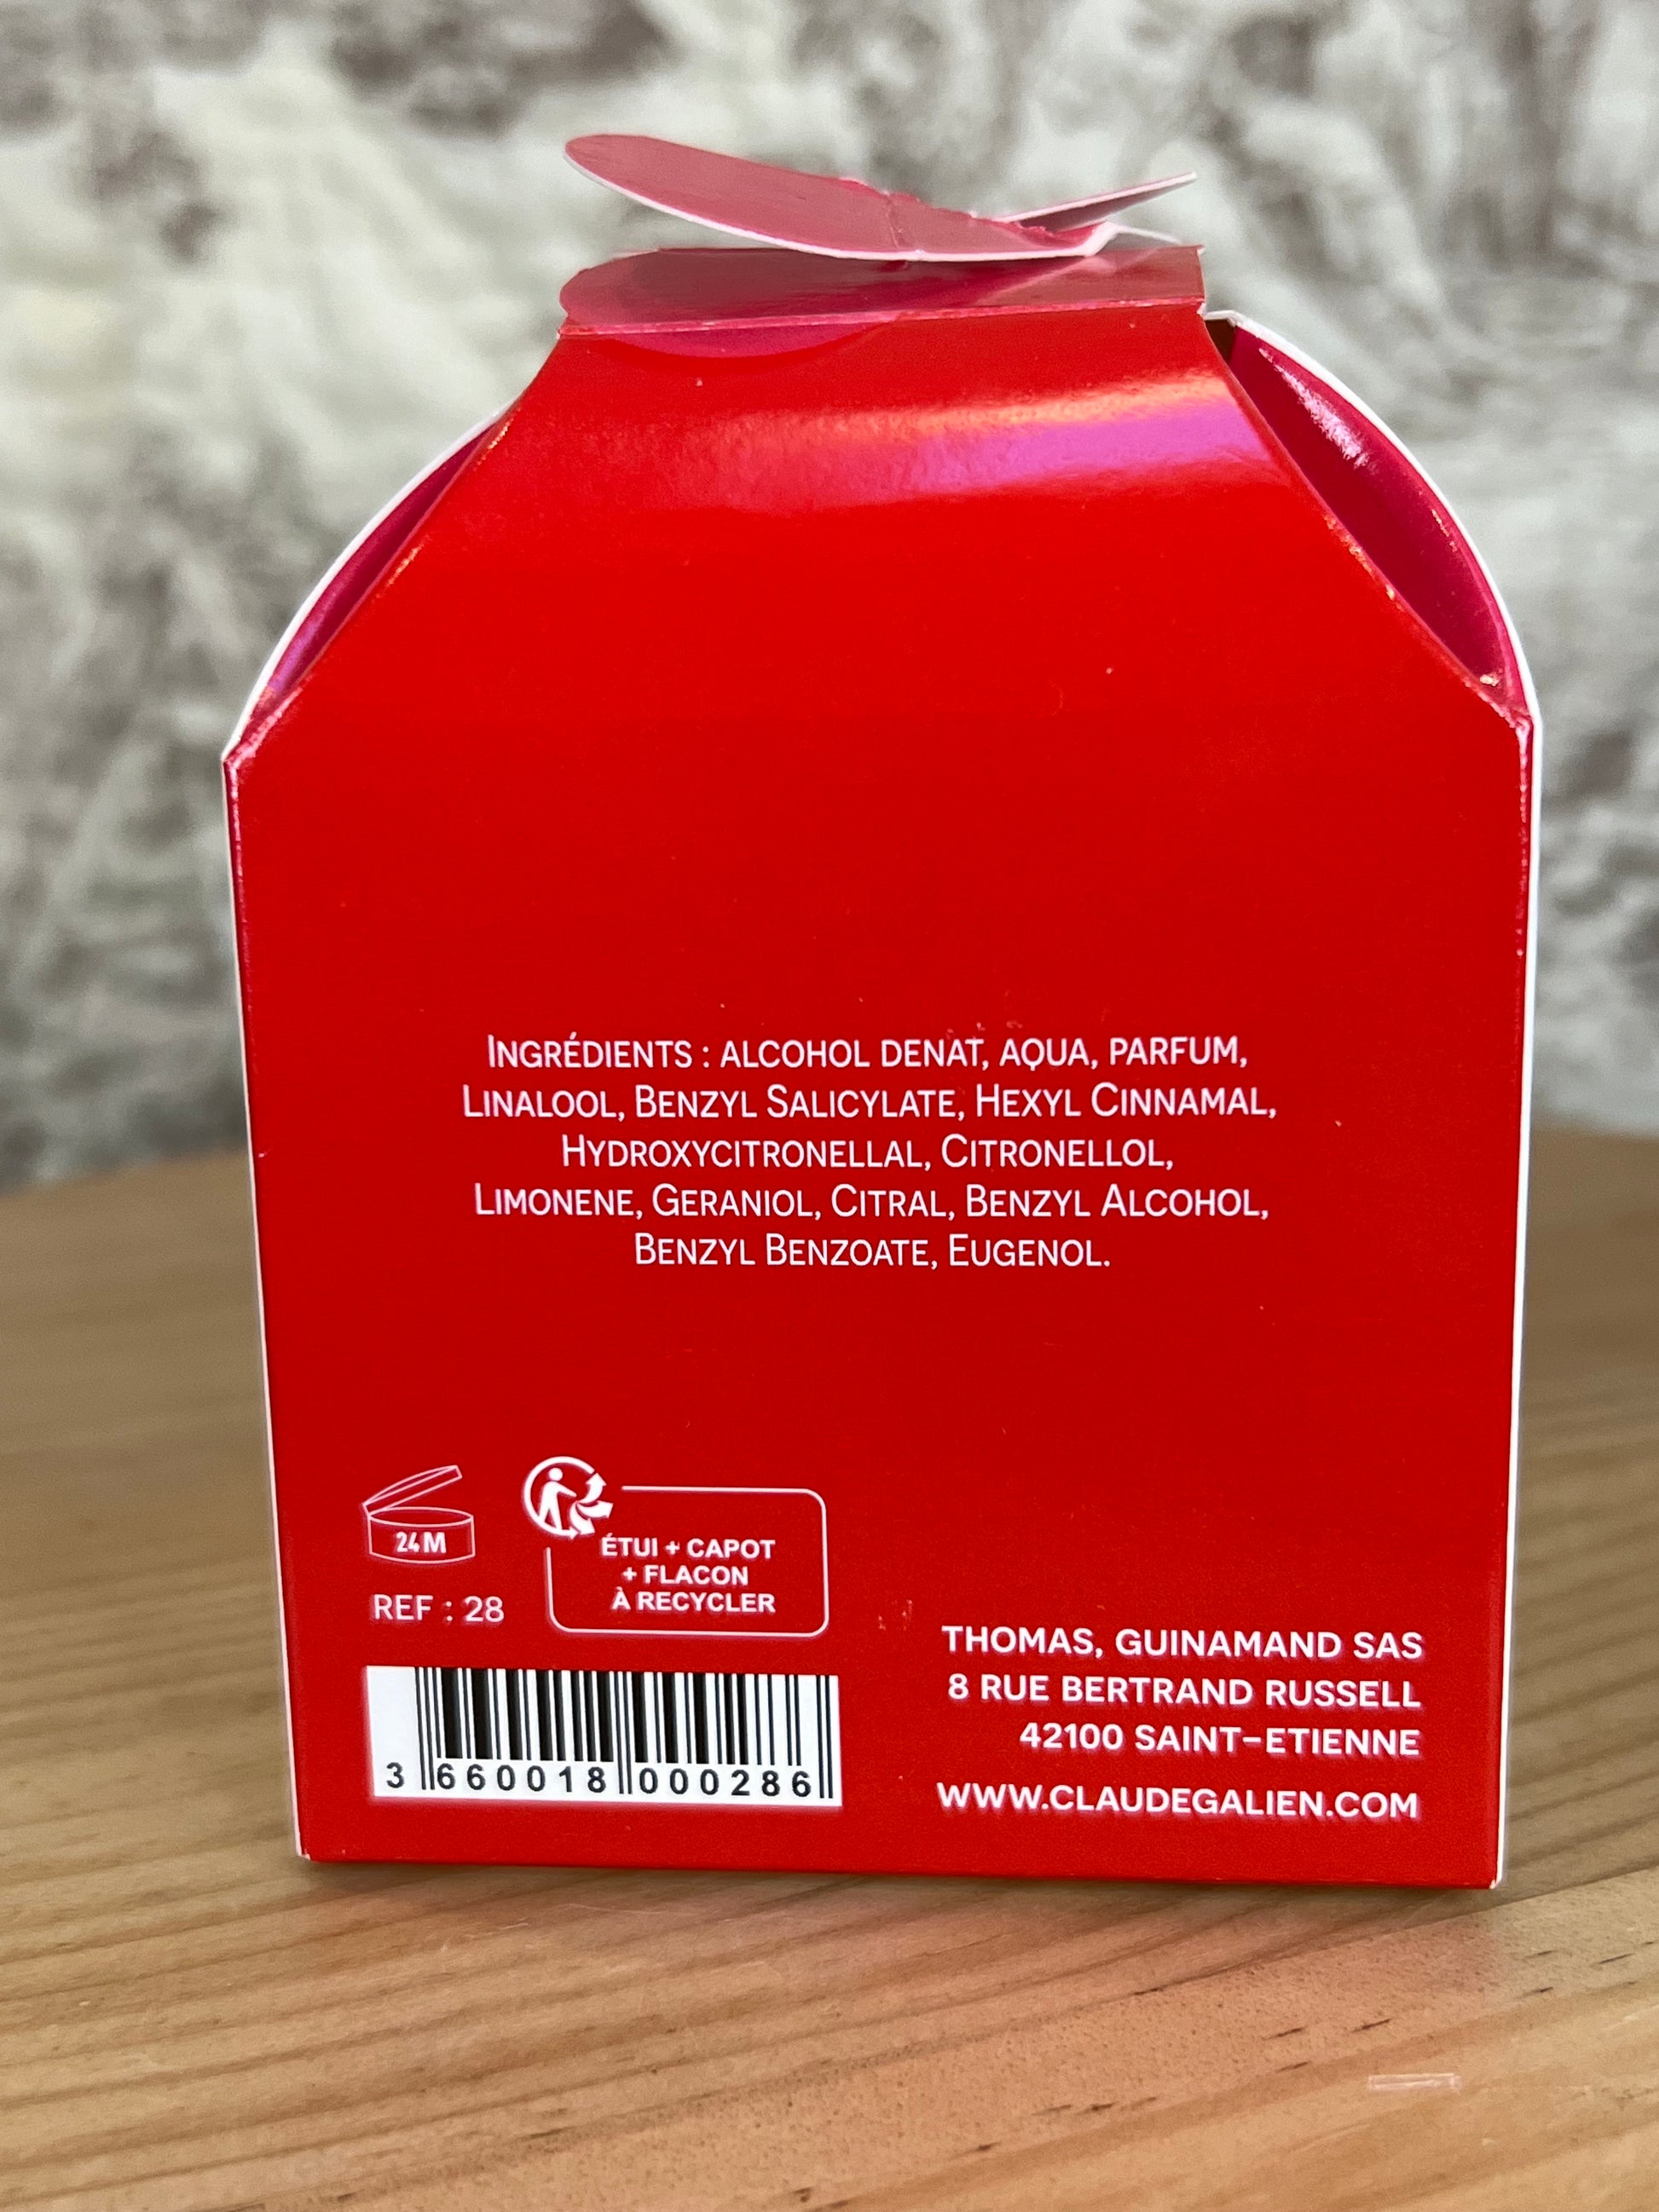 INGRÉDIENTS : ALCOHOL DENAT, AQUA, PARFUM,
LINALOOL, BENZYL SALICYLATE, HEXYL CINNAMAL,
HYDROXYCITRONELLAL, CITRONELLOL,
LIMONENE, GERANIOL, CITRAL, BENZYL ALCOHOL,
BENZYL BENZOATE, EUGENOL.
24M
ÉTUI + CAPOT
+ FLACON
À RECYCLER
REF : 28
3 660018 000286
THOMAS, GUINAMAND SAS
8 RUE BERTRAND RUSSELL
42100 SAINT-ETIENNE
WWW.CLAUDEGALIEN.COM